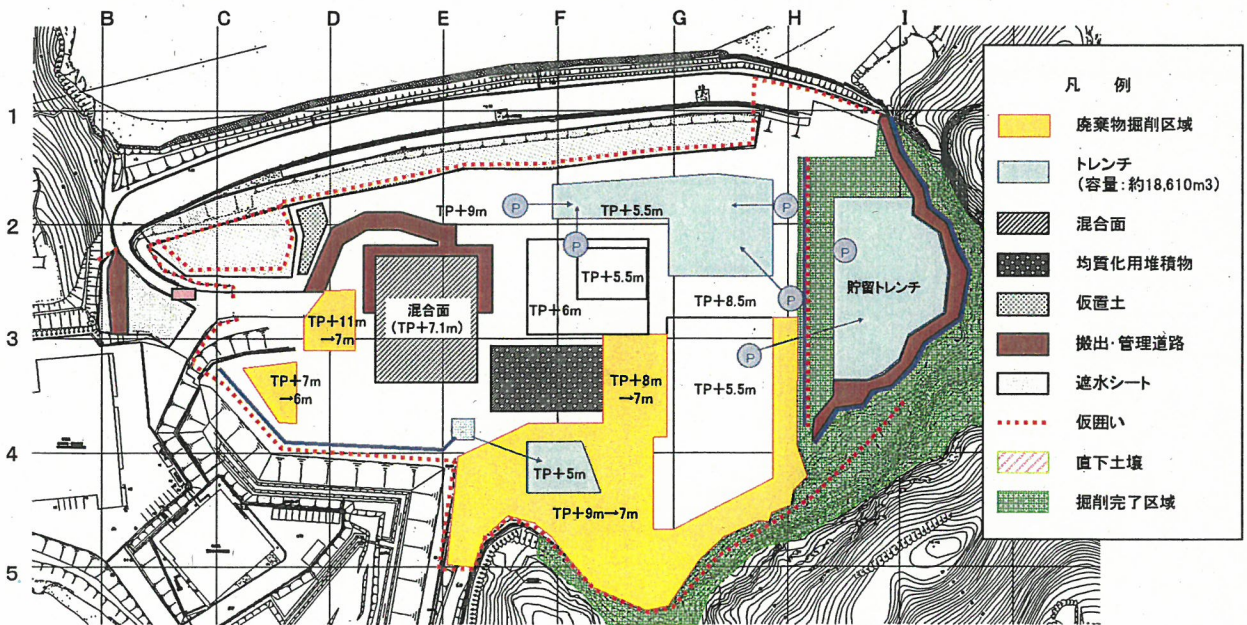 B C D E F G H I
1
2
3
4
5
TP+9m
P
P
P
P
P
P
TP+5.5m
TP+5.5m
TP+6m
TP+8.5m
貯留トレンチ
混合面
(TP+7.1m)
TP+11m
→7m
TP+7m
→6m
TP+8m
→7m
TP+5.5m
TP+5m
TP+9m→7m
凡 例
廃棄物掘削区域
トレンチ
(容量:約18,610m3)
混合面
均質化用堆積物
仮置土
搬出・管理道路
遮水シート
仮囲い
直下土壌
掘削完了区域